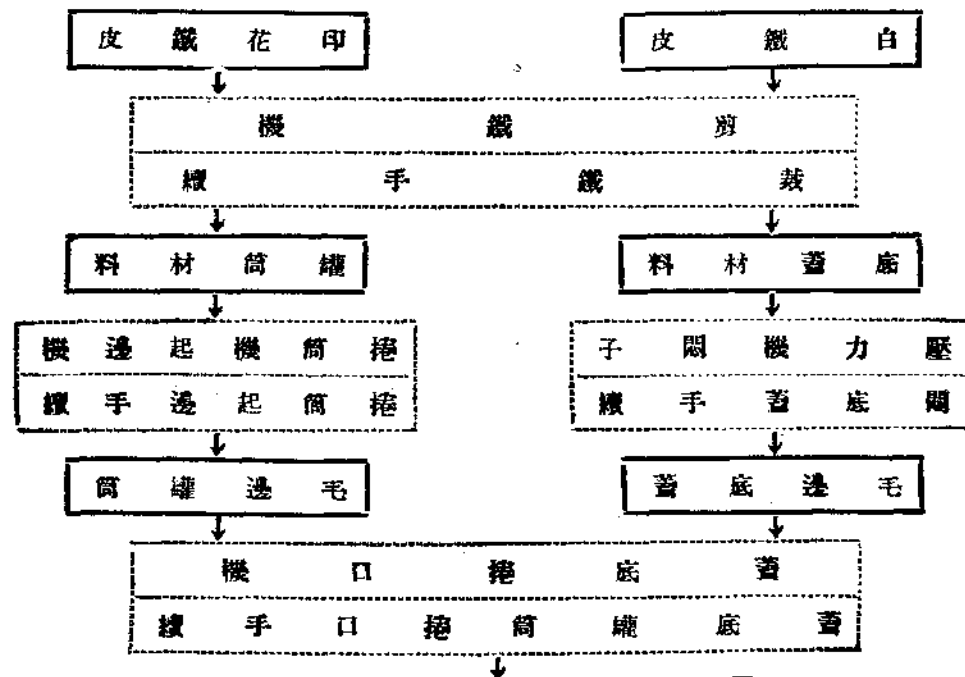 白鐵皮
印花鐵皮
剪鐵機
裁鐵手續
底蓋材料
罐筒材料
壓力機悶子
悶底蓋手續
捲筒機起邊機
捲筒起邊手續
毛邊底蓋
毛邊罐筒
蓋底捲口機
蓋底罐筒捲口手續